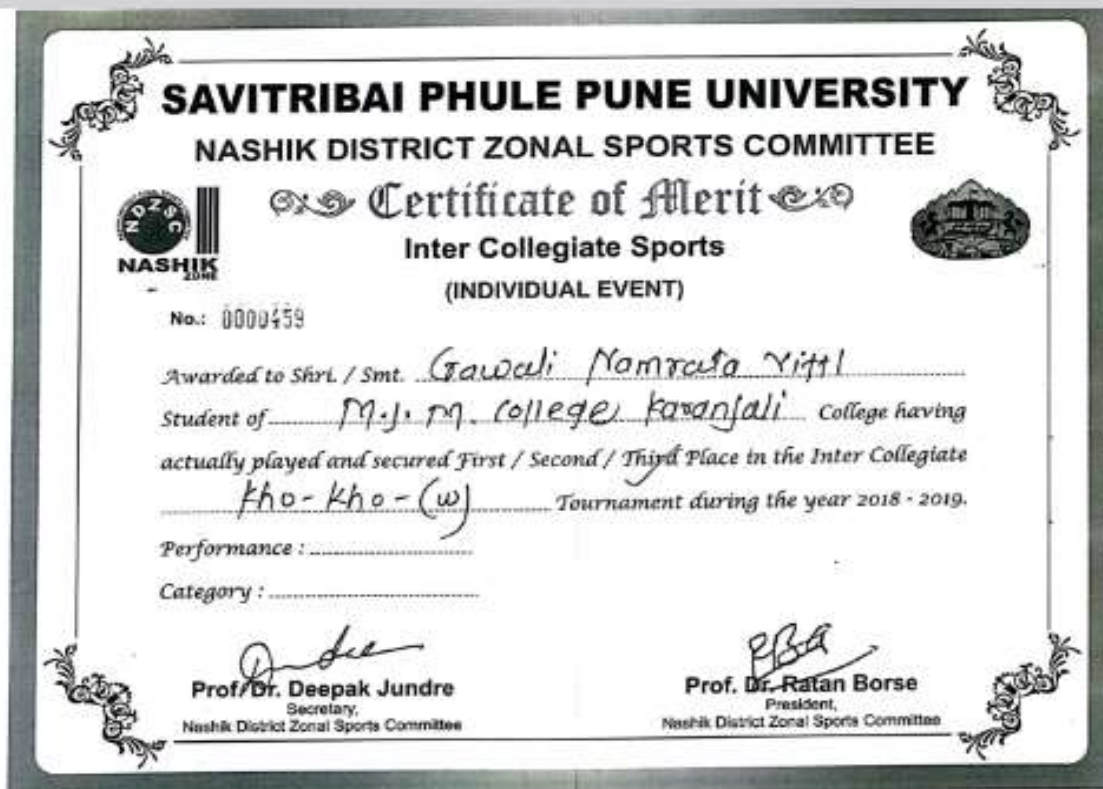 SAVITRIBAI PHULE PUNE UNIVERSITY
NASHIK DISTRICT ZONAL SPORTS COMMITTEE
Certificate of Merit
NDZSC
NASHIK
ZONE
Inter Collegiate Sports
(INDIVIDUAL EVENT)
No.: 0000459
Awarded to Shri. / Smt. Gawali Namrata Vittl
Student of M.J.M. College Karanjali College having
actually played and secured First / Second / Third Place in the Inter Collegiate
Kho-Kho-(W) Tournament during the year 2018 - 2019.
Performance :
Category :
Prof. Dr. Deepak Jundre
Secretary,
Nashik District Zonal Sports Committee
Prof. Dr. Ratan Borse
President,
Nashik District Zonal Sports Committee